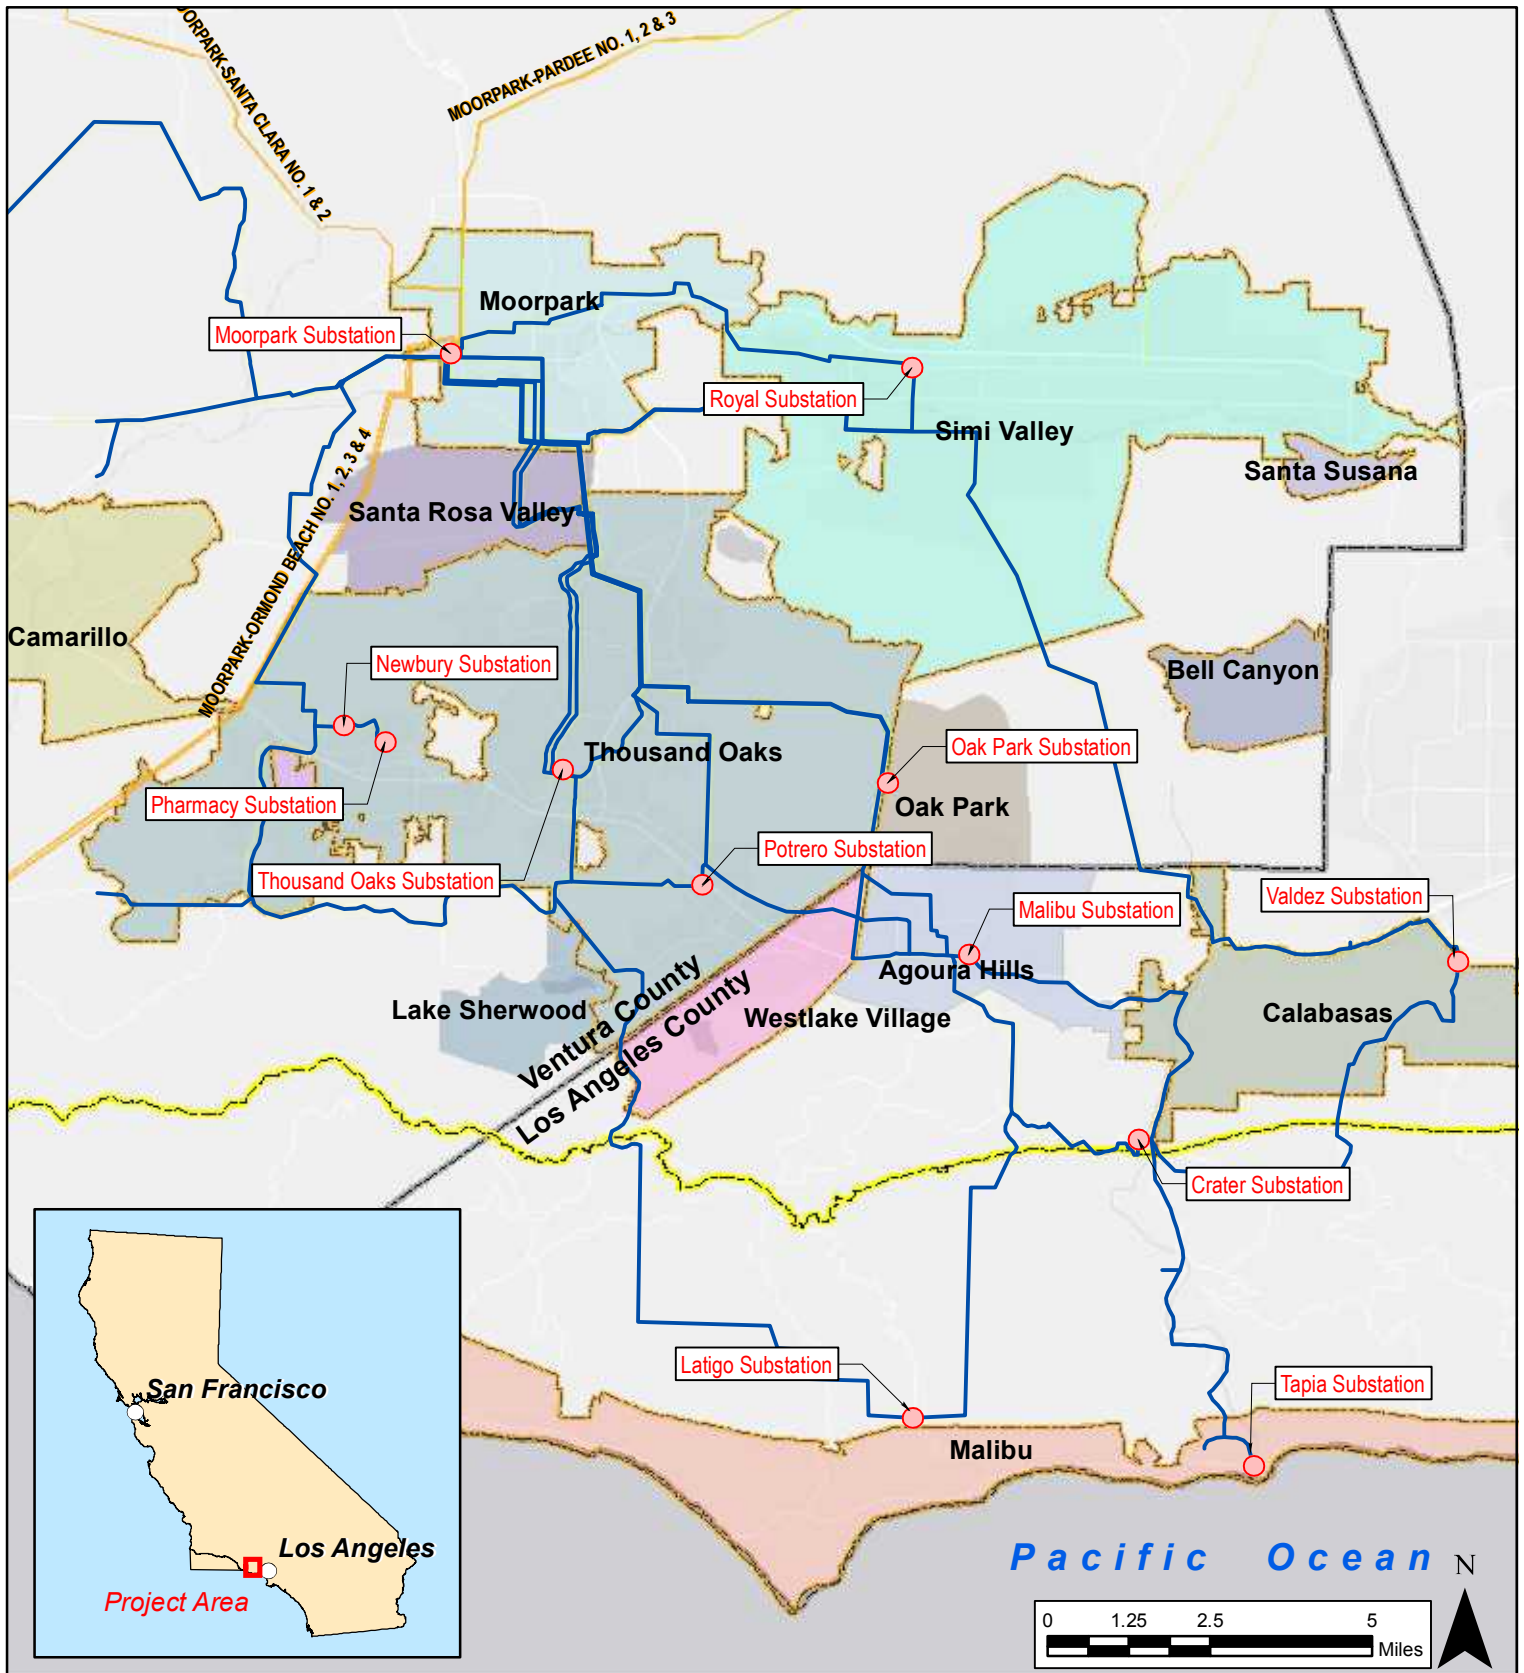 MOORPARK-SANTA CLARA NO. 1 & 2
MOORPARK-PARDEE NO. 1, 2 & 3
Moorpark
Moorpark Substation
Royal Substation
Simi Valley
Santa Susana
Santa Rosa Valley
MOORPARK-ORMOND BEACH NO. 1, 2, 3 & 4
Camarillo
Newbury Substation
Bell Canyon
Thousand Oaks
Oak Park Substation
Pharmacy Substation
Oak Park
Potrero Substation
Thousand Oaks Substation
Malibu Substation
Valdez Substation
Agoura Hills
Lake Sherwood
Ventura County
Los Angeles County
Westlake Village
Calabasas
Crater Substation
Latigo Substation
Tapia Substation
Malibu
San Francisco
Los Angeles
Project Area
Pacific Ocean
N
0 1.25 2.5 5
Miles